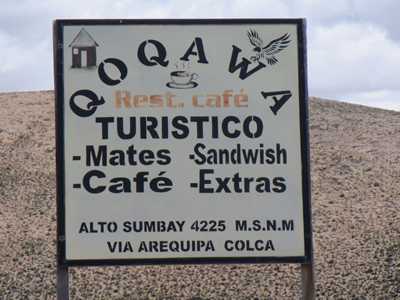 QOQAWA
Rest. café
TURISTICO
-Mates -Sandwish
-Café -Extras
ALTO SUMBAY 4225 M.S.N.M
VIA AREQUIPA COLCA